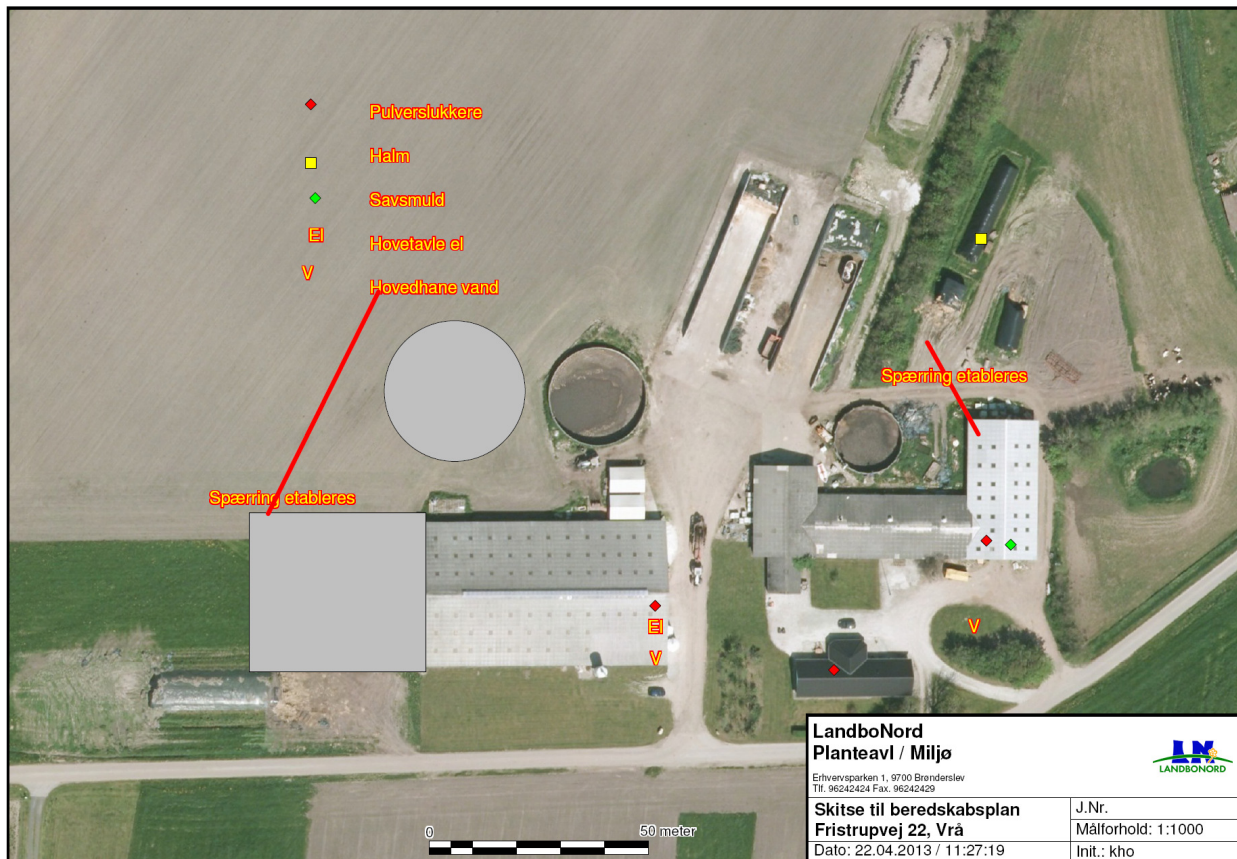 Pulverslukkere
Halm
Savsmuld
El
Hovetavle el
V
Hovedhane vand
Spærring etableres
Spærring etableres
El
V
V
0 50 meter
LandboNord
Planteavl / Miljø
Erhvervsparken 1, 9700 Brønderslev
Tlf. 96242424 Fax. 96242429
LN
LANDBONORD
Skitse til beredskabsplan
Fristrupvej 22, Vrå
Dato: 22.04.2013 / 11:27:19
J.Nr.
Målforhold: 1:1000
Init.: kho